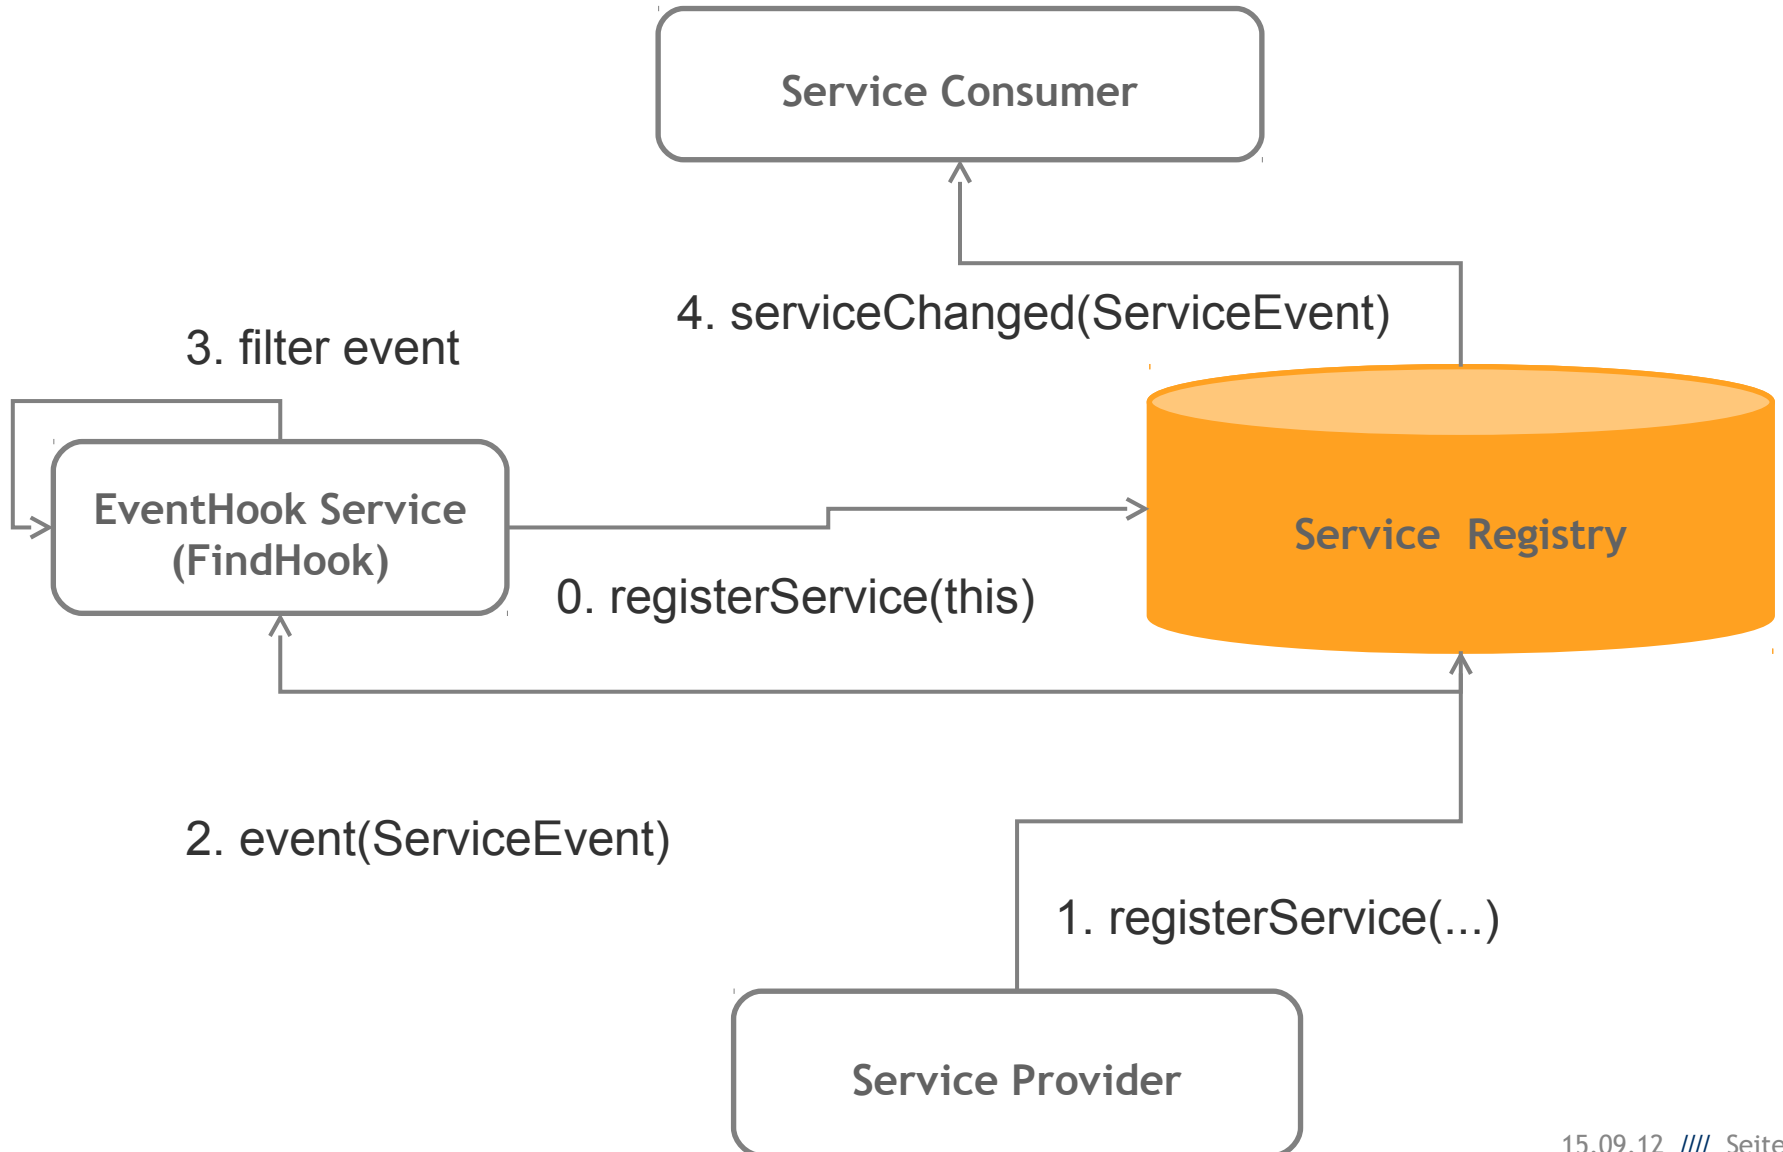 Service Consumer
4. serviceChanged(ServiceEvent)
3. filter event
EventHook Service
(FindHook)
Service Registry
0. registerService(this)
2. event(ServiceEvent)
1. registerService(...)
Service Provider
15.09.12 //// Seite